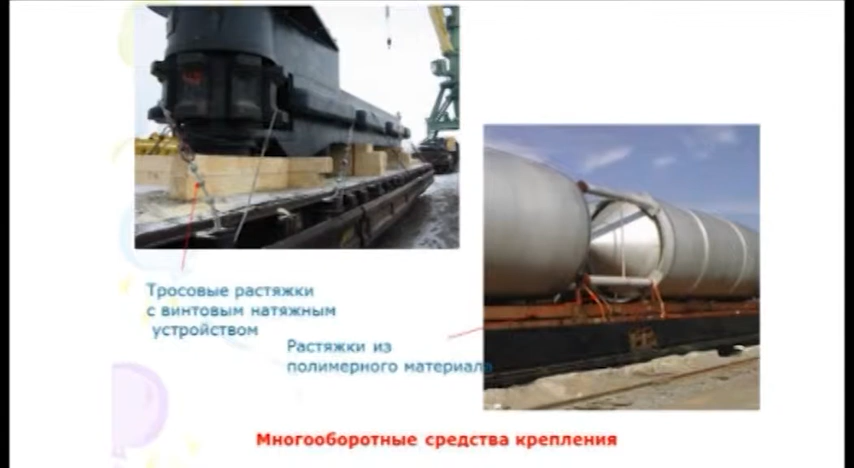 Тросовые растяжки
с винтовым натяжным
устройством
Растяжки из
полимерного материала
Многооборотные средства крепления